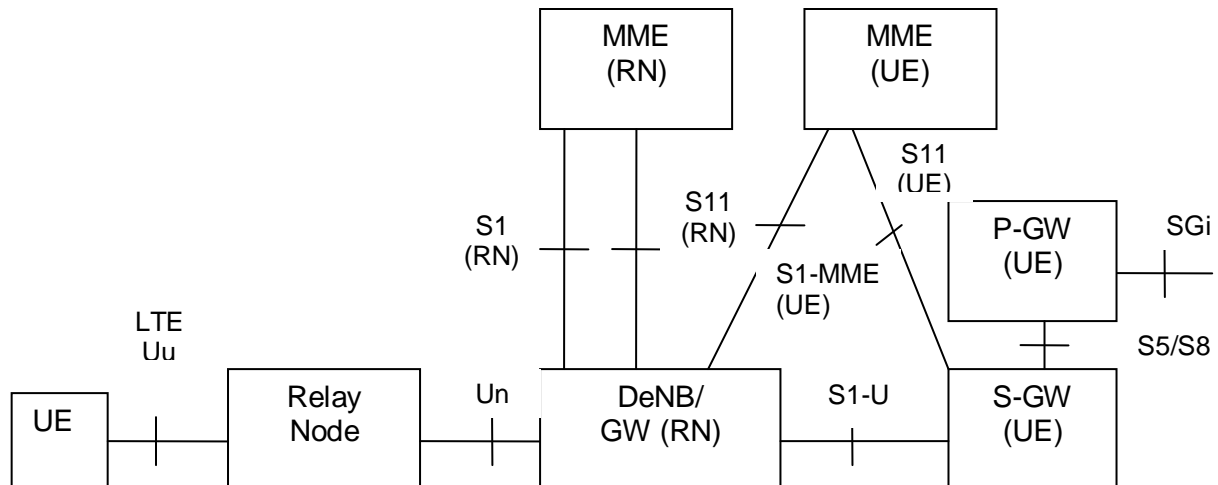 MME
(RN)
MME
(UE)
S11
(UE)
S1
(RN)
S11
(RN)
S1-MME
(UE)
P-GW
(UE)
SGi
LTE
Uu
S5/S8
UE
Relay
Node
Un
DeNB/
GW (RN)
S1-U
S-GW
(UE)